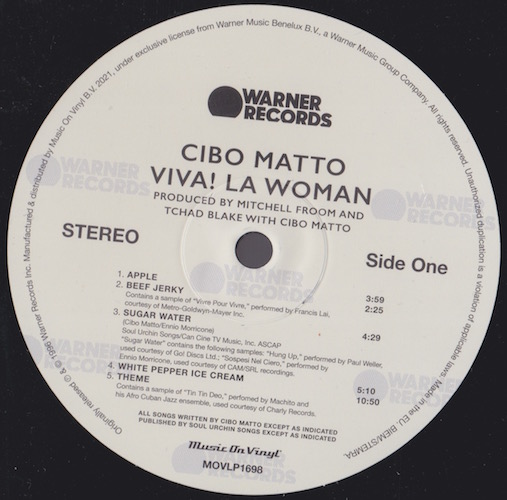 WARNER
RECORDS
CIBO MATTO
VIVA! LA WOMAN
PRODUCED BY MITCHELL FROOM AND
TCHAD BLAKE WITH CIBO MATTO
STEREO
Side One
1. APPLE 3:59
2. BEEF JERKY 2:25
Contains a sample of "Vivre Pour Vivre," performed by Francis Lai,
courtesy of Metro-Goldwyn-Mayer Inc.
3. SUGAR WATER 4:29
(Cibo Matto/Ennio Morricone)
Soul Urchin Songs/Can Cine TV Music, Inc. ASCAP
"Sugar Water" contains the following samples: "Hung Up," performed by Paul Weller,
used courtesy of Go! Discs Ltd.; "Sospesi Nel Cielo," performed by
Ennio Morricone, used courtesy of CAM/SRL recordings.
4. WHITE PEPPER ICE CREAM 5:10
5. THEME 10:50
Contains a sample of "Tin Tin Deo," perfomed by Machito and
his Afro Cuban Jazz ensemble, used courtesy of Charly Records.
ALL SONGS WRITTEN BY CIBO MATTO EXCEPT AS INDICATED
PUBLISHED BY SOUL URCHIN SONGS EXCEPT AS INDICATED
Music On Vinyl
MOVLP1698
Originally released ℗ & © 1996 Warner Records Inc. Manufactured & distributed by Music On Vinyl B.V. 2021, under exclusive license from Warner Music Benelux B.V., a Warner Music Group Company. All rights reserved. Unauthorized duplication is a violation of applicable laws. Made in the EU. BIEM/STEMRA.
WARNER
RECORDS
WARNER
RECORDS
WARNER
RECORDS
WARNER
RECORDS